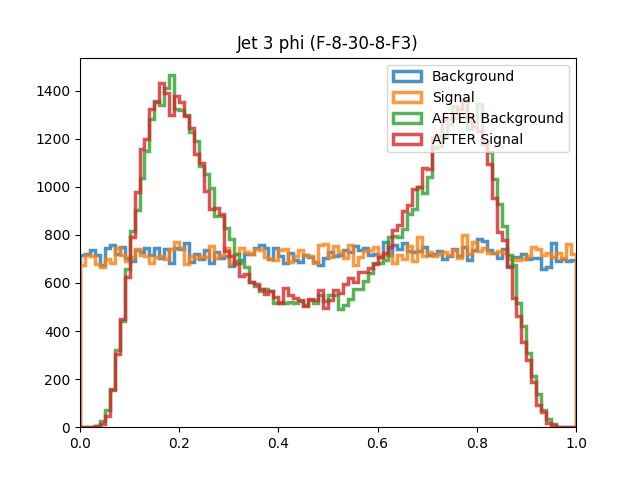 Jet 3 phi (F-8-30-8-F3)
Background
Signal
AFTER Background
AFTER Signal
1400
1200
1000
800
600
400
200
0
0.0 0.2 0.4 0.6 0.8 1.0